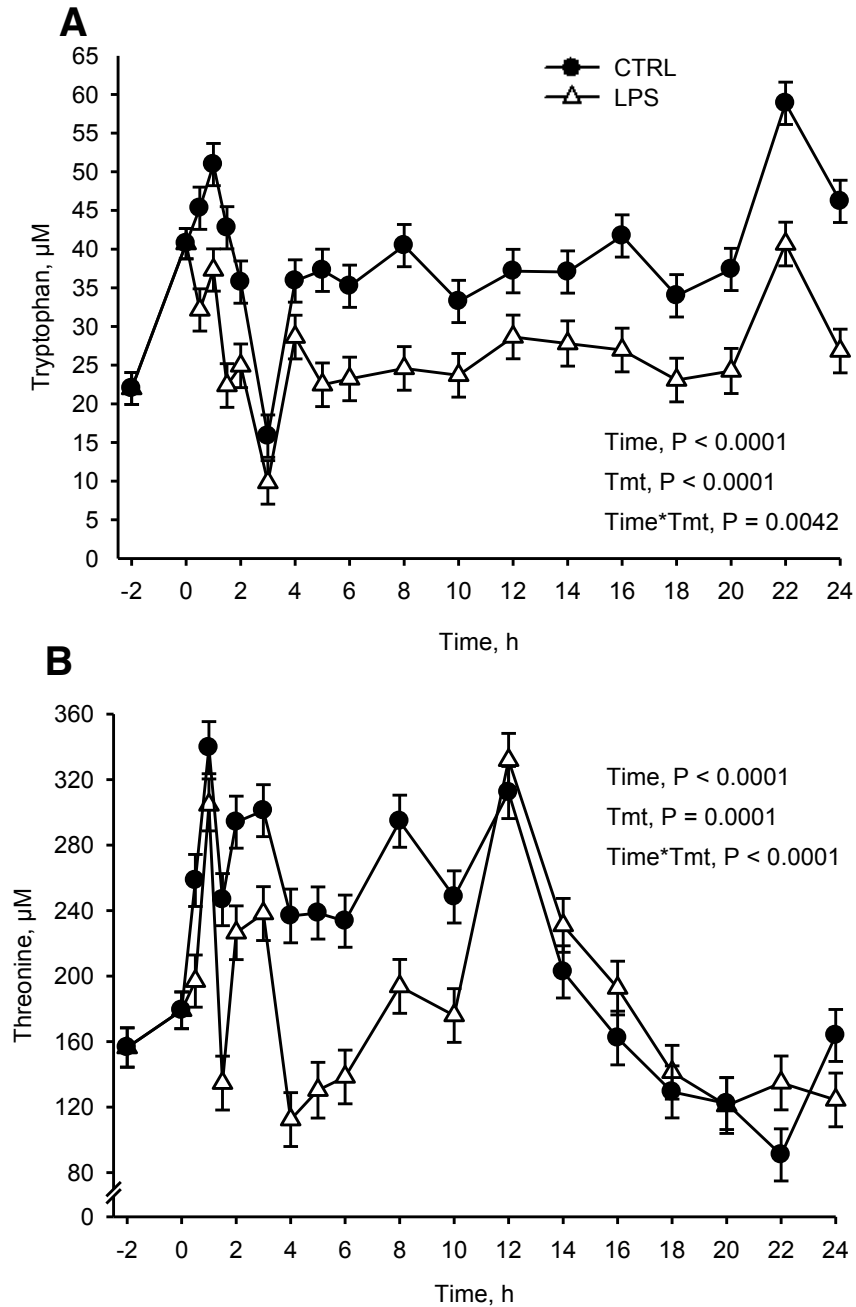 A
65
60
55
50
45
40
35
30
25
20
15
10
5
0
Tryptophan, µM
CTRL
LPS
Time, P < 0.0001
Tmt, P < 0.0001
Time*Tmt, P = 0.0042
-2 0 2 4 6 8 10 12 14 16 18 20 22 24
Time, h
B
360
320
280
240
200
160
120
80
0
Threonine, µM
Time, P < 0.0001
Tmt, P = 0.0001
Time*Tmt, P < 0.0001
-2 0 2 4 6 8 10 12 14 16 18 20 22 24
Time, h